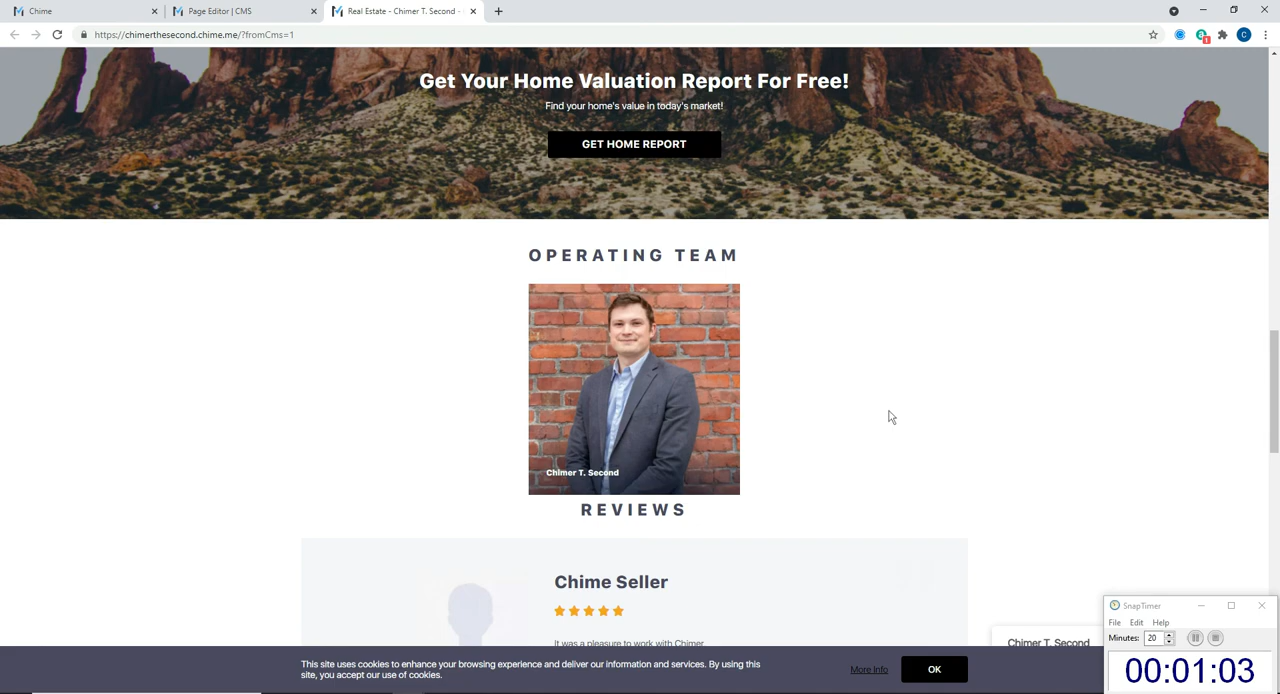 Chime
Page Editor | CMS
Real Estate - Chimer T. Second -
https://chimerthesecond.chime.me/?fromCms=1
Get Your Home Valuation Report For Free!
Find your home's value in today's market!
GET HOME REPORT
OPERATING TEAM
Chimer T. Second
REVIEWS
Chime Seller
It was a pleasure to work with Chimer.
Chimer T. Second
This site uses cookies to enhance your browsing experience and deliver our information and services. By using this
site, you accept our use of cookies.
More Info
OK
SnapTimer
File Edit Help
Minutes: 20
00:01:03